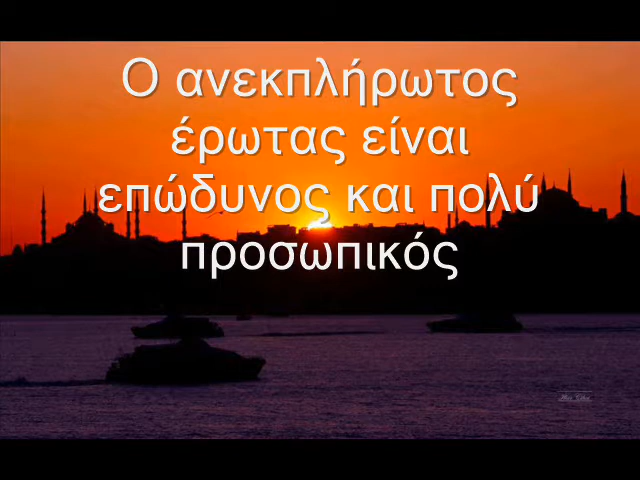 Ο ανεκπλήρωτος
έρωτας είναι
επώδυνος και πολύ
προσωπικός